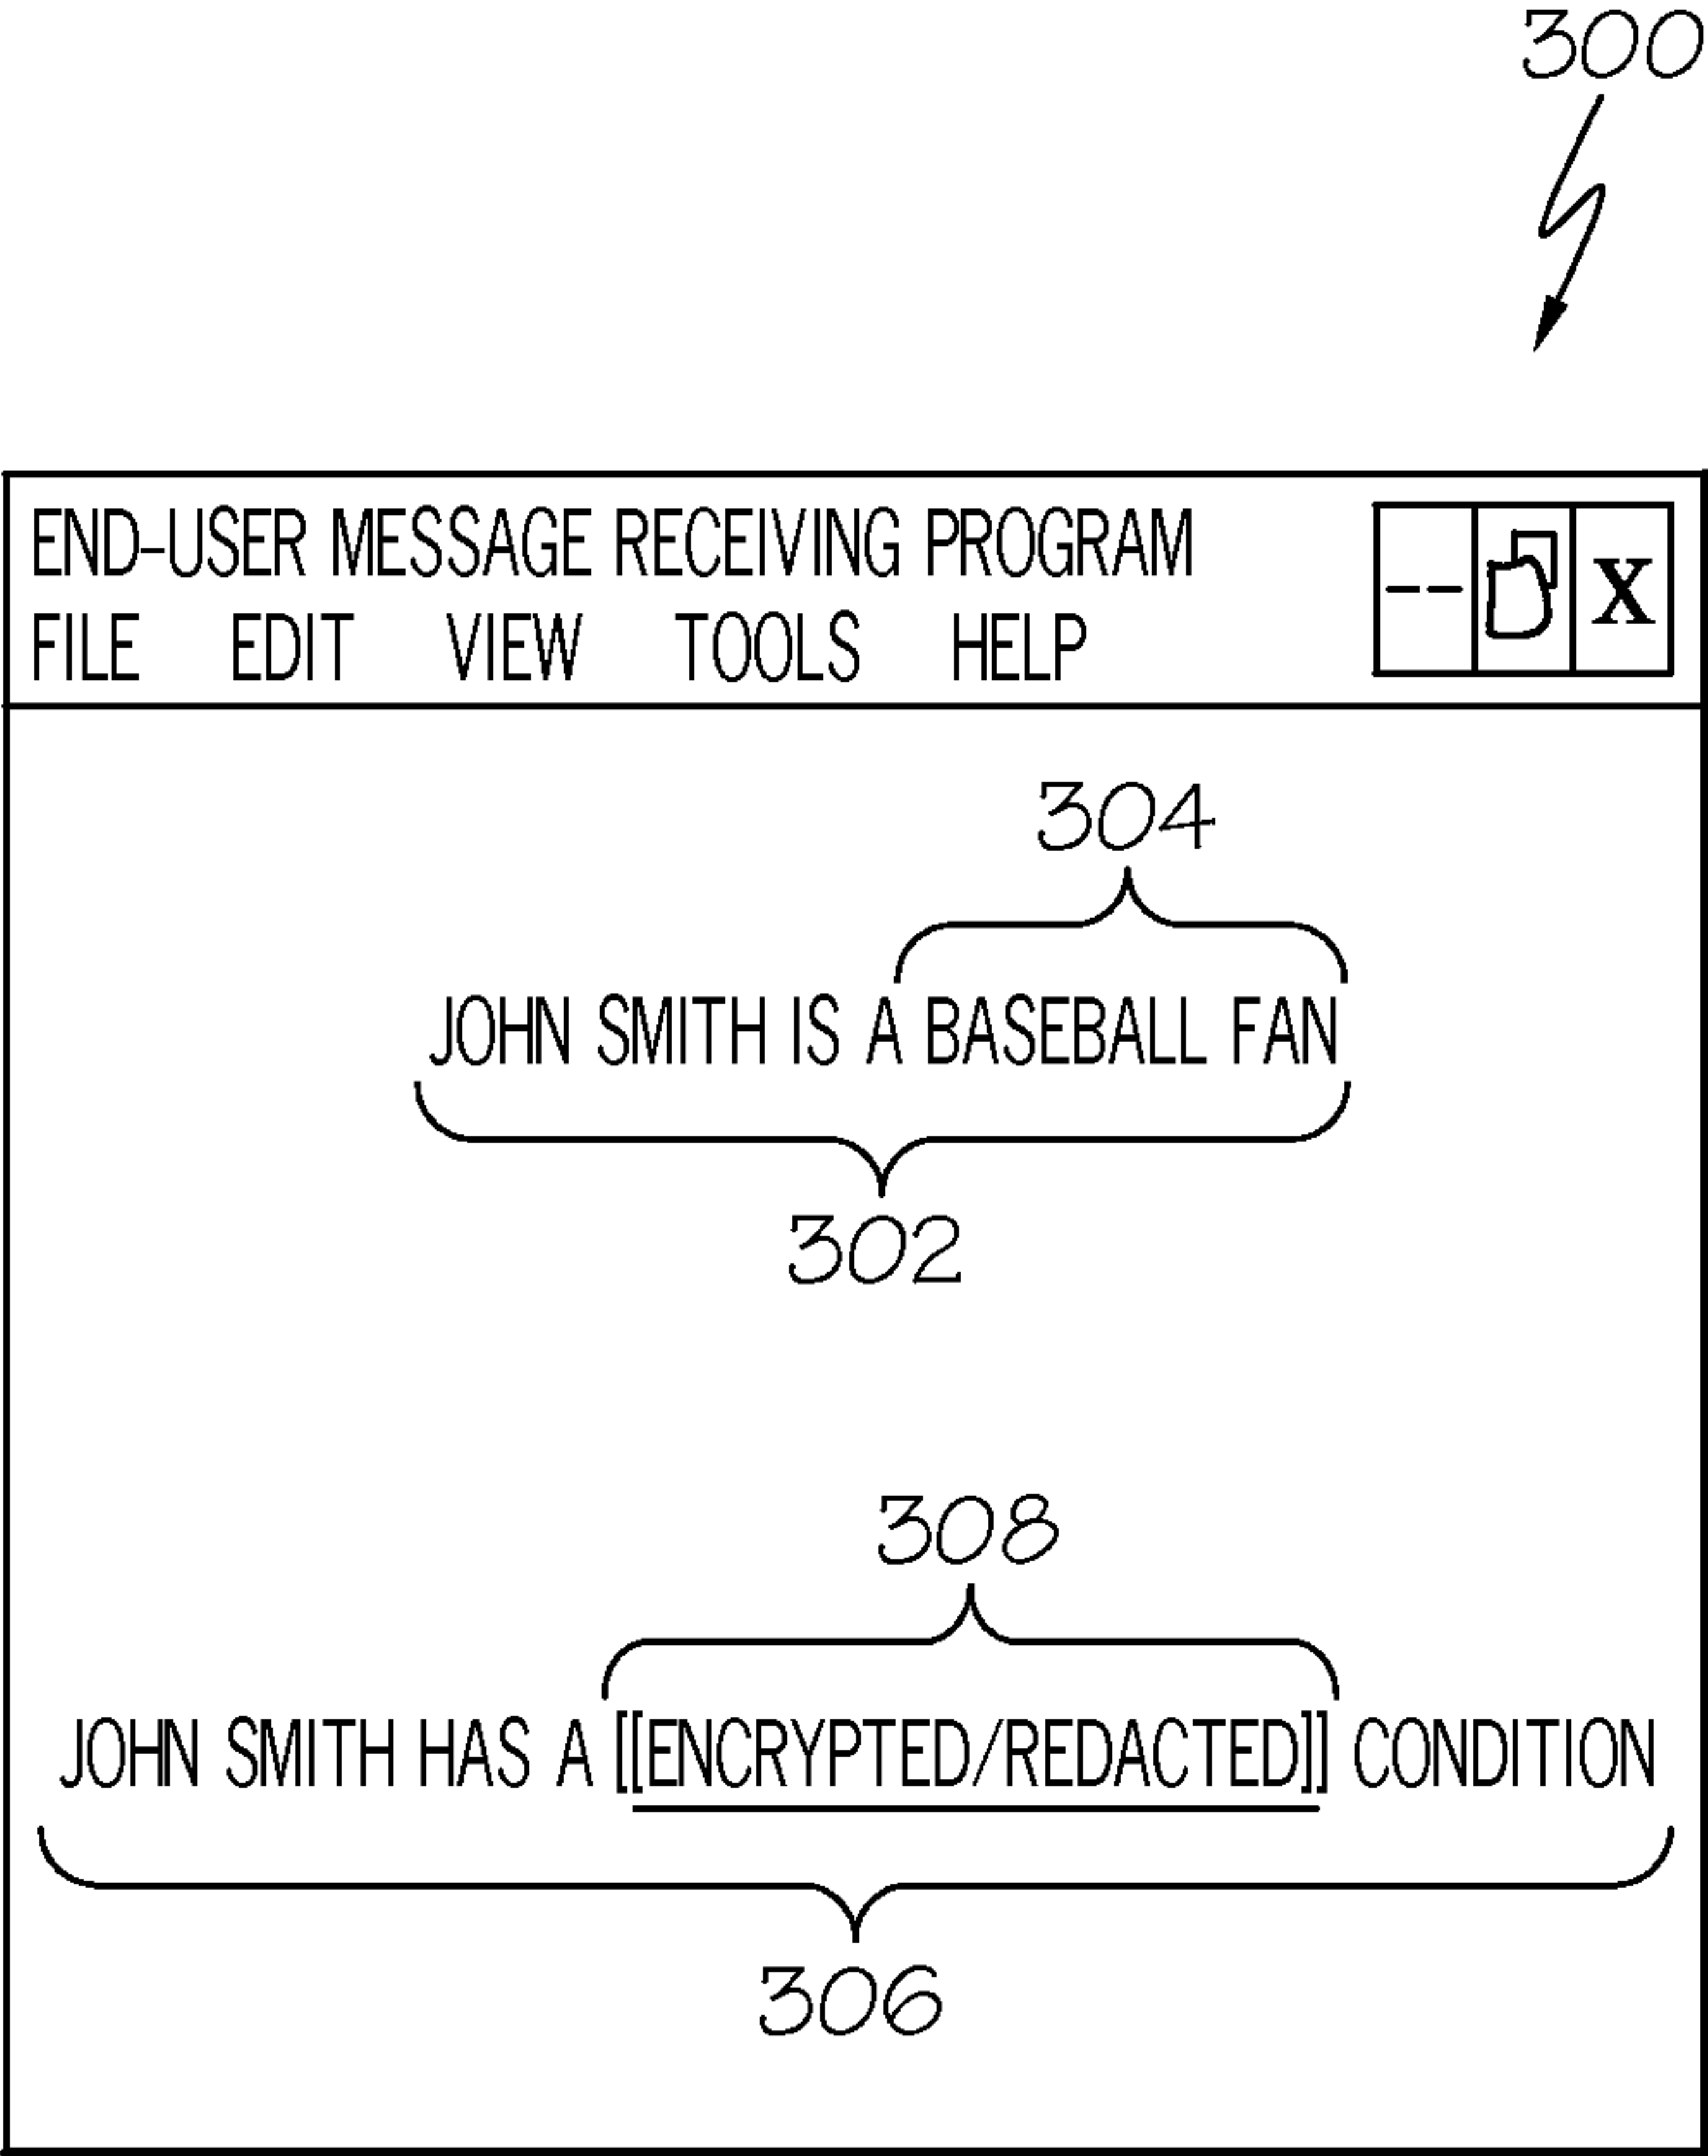 300
END-USER MESSAGE RECEIVING PROGRAM
FILE EDIT VIEW TOOLS HELP
-- X
304
JOHN SMITH IS A BASEBALL FAN
302
308
JOHN SMITH HAS A [[ENCRYPTED/REDACTED]] CONDITION
306